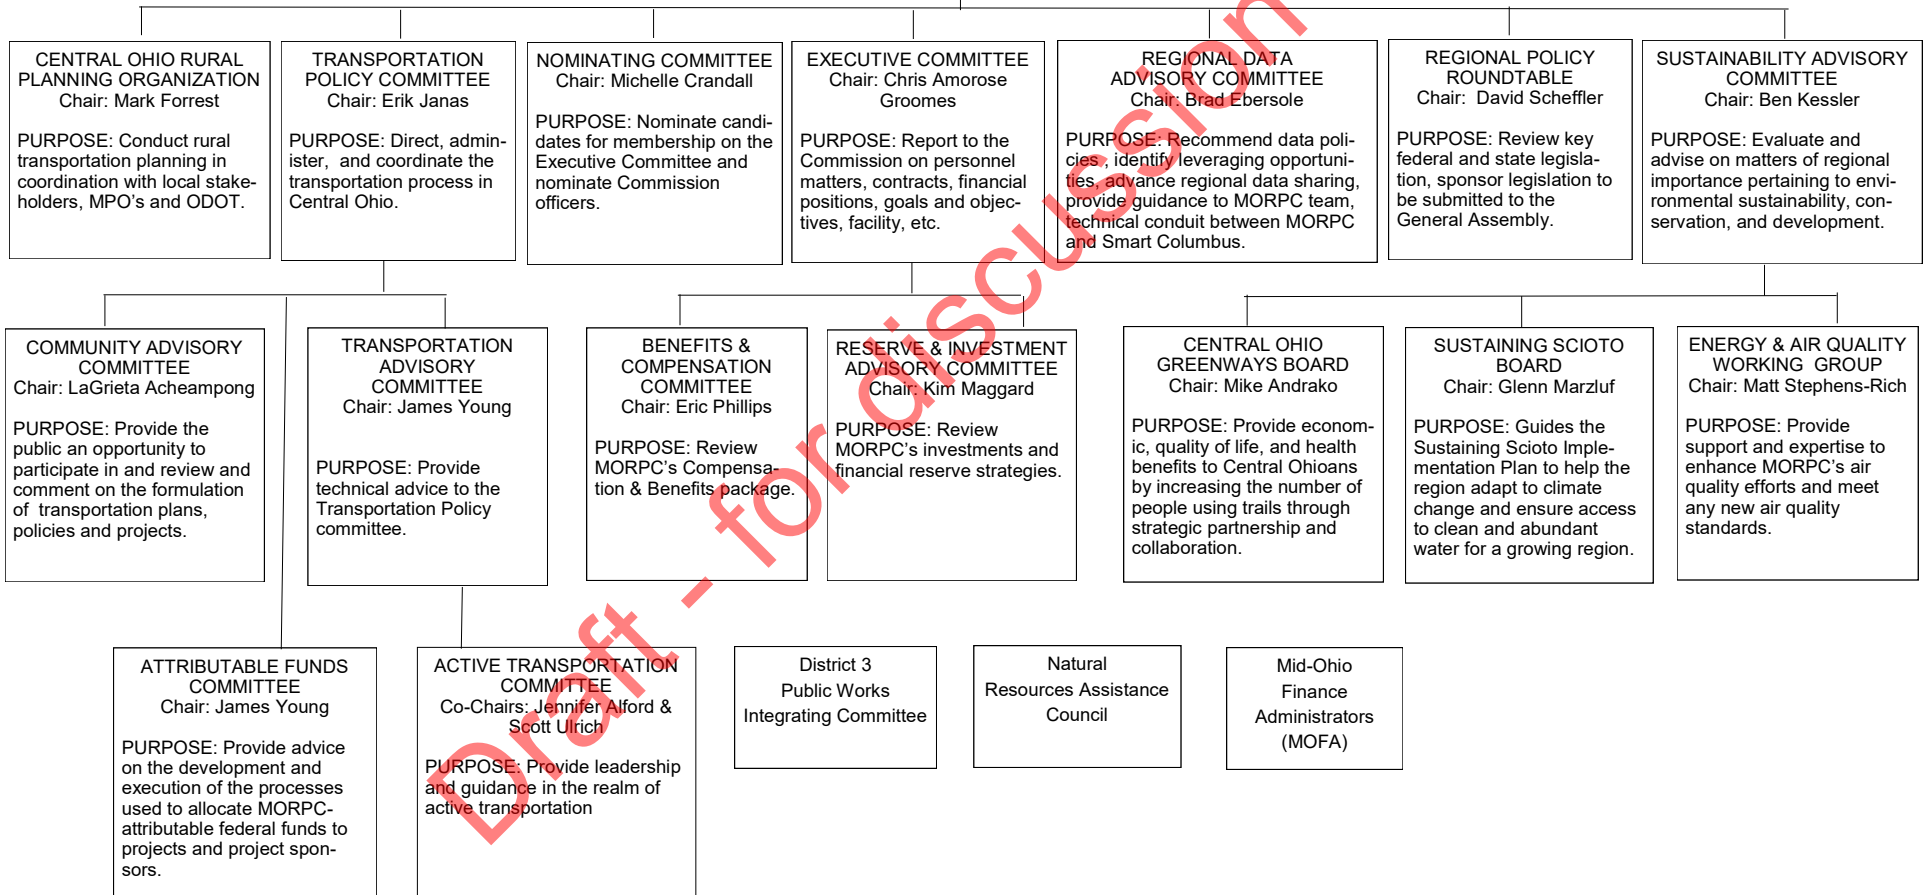 CENTRAL OHIO RURAL
PLANNING ORGANIZATION
Chair: Mark Forrest
PURPOSE: Conduct rural
transportation planning in
coordination with local stake-
holders, MPO's and ODOT.
TRANSPORTATION
POLICY COMMITTEE
Chair: Erik Janas
PURPOSE: Direct, admin-
ister, and coordinate the
transportation process in
Central Ohio.
NOMINATING COMMITTEE
Chair: Michelle Crandall
PURPOSE: Nominate candi-
dates for membership on the
Executive Committee and
nominate Commission
officers.
EXECUTIVE COMMITTEE
Chair: Chris Amorose
Groomes
PURPOSE: Report to the
Commission on personnel
matters, contracts, financial
positions, goals and objec-
tives, facility, etc.
REGIONAL DATA
ADVISORY COMMITTEE
Chair: Brad Ebersole
PURPOSE: Recommend data poli-
cies , identify leveraging opportuni-
ties, advance regional data sharing,
provide guidance to MORPC team,
technical conduit between MORPC
and Smart Columbus.
REGIONAL POLICY
ROUNDTABLE
Chair: David Scheffler
PURPOSE: Review key
federal and state legisla-
tion, sponsor legislation to
be submitted to the
General Assembly.
SUSTAINABILITY ADVISORY
COMMITTEE
Chair: Ben Kessler
PURPOSE: Evaluate and
advise on matters of regional
importance pertaining to envi-
ronmental sustainability, con-
servation, and development.
COMMUNITY ADVISORY
COMMITTEE
Chair: LaGrieta Acheampong
PURPOSE: Provide the
public an opportunity to
participate in and review and
comment on the formulation
of transportation plans,
policies and projects.
TRANSPORTATION
ADVISORY
COMMITTEE
Chair: James Young
PURPOSE: Provide
technical advice to the
Transportation Policy
committee.
BENEFITS &
COMPENSATION
COMMITTEE
Chair: Eric Phillips
PURPOSE: Review
MORPC's Compensa-
tion & Benefits package.
RESERVE & INVESTMENT
ADVISORY COMMITTEE
Chair: Kim Maggard
PURPOSE: Review
MORPC's investments and
financial reserve strategies.
CENTRAL OHIO
GREENWAYS BOARD
Chair: Mike Andrako
PURPOSE: Provide econom-
ic, quality of life, and health
benefits to Central Ohioans
by increasing the number of
people using trails through
strategic partnership and
collaboration.
SUSTAINING SCIOTO
BOARD
Chair: Glenn Marzluf
PURPOSE: Guides the
Sustaining Scioto Imple-
mentation Plan to help the
region adapt to climate
change and ensure access
to clean and abundant
water for a growing region.
ENERGY & AIR QUALITY
WORKING GROUP
Chair: Matt Stephens-Rich
PURPOSE: Provide
support and expertise to
enhance MORPC's air
quality efforts and meet
any new air quality
standards.
ATTRIBUTABLE FUNDS
COMMITTEE
Chair: James Young
PURPOSE: Provide advice
on the development and
execution of the processes
used to allocate MORPC-
attributable federal funds to
projects and project spon-
sors.
ACTIVE TRANSPORTATION
COMMITTEE
Co-Chairs: Jennifer Alford &
Scott Ulrich
PURPOSE: Provide leadership
and guidance in the realm of
active transportation
District 3
Public Works
Integrating Committee
Natural
Resources Assistance
Council
Mid-Ohio
Finance
Administrators
(MOFA)
Draft - for discussion